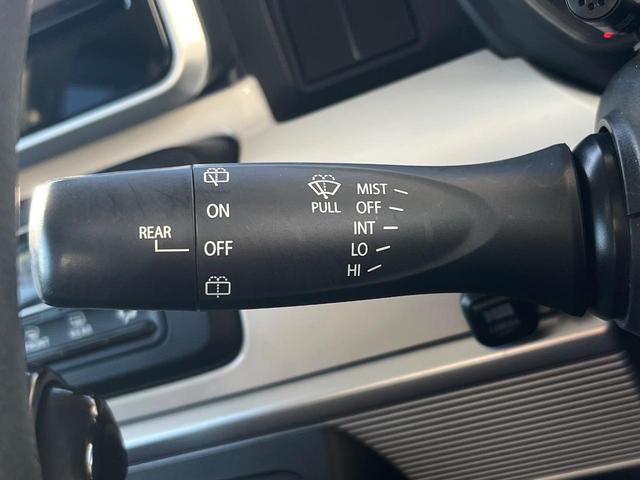 REAR
ON
OFF
PULL
MIST
OFF
INT
LO
HI